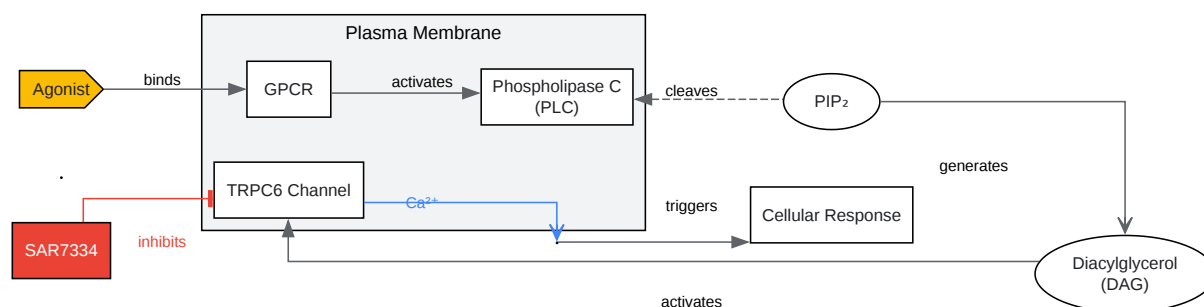 Plasma Membrane
Agonist
binds
GPCR
activates
Phospholipase C
(PLC)
cleaves
PIP₂
generates
TRPC6 Channel
Ca²⁺
triggers
Cellular Response
SAR7334
inhibits
Diacylglycerol
(DAG)
activates